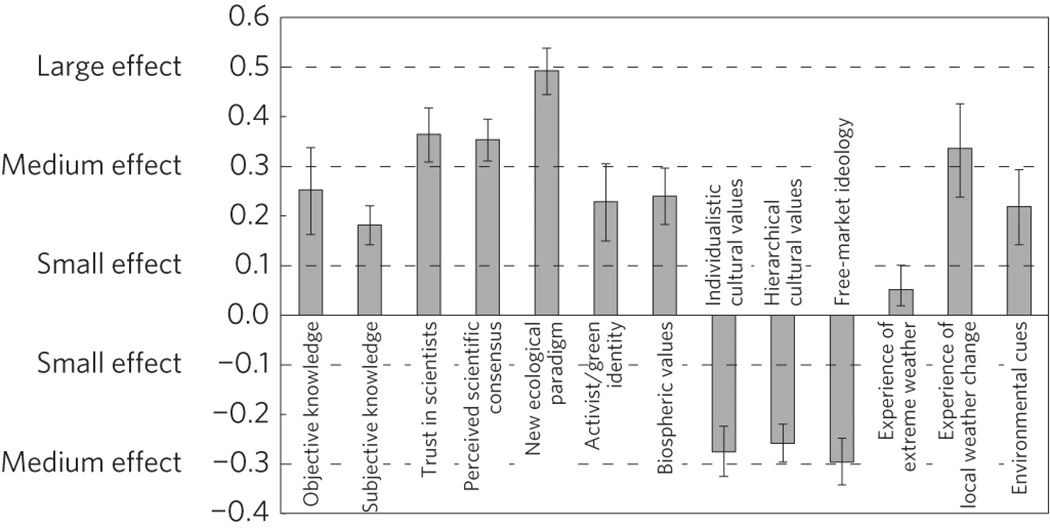 0.6
Large effect 0.5
0.4
Medium effect 0.3
0.2
Small effect 0.1
0.0
Small effect −0.1
−0.2
Medium effect −0.3
−0.4
Objective knowledge
Subjective knowledge
Trust in scientists
Perceived scientific
consensus
New ecological
paradigm
Activist/green
identity
Biospheric values
Individualistic
cultural values
Hierarchical
cultural values
Free-market ideology
Experience of
extreme weather
Experience of
local weather change
Environmental cues